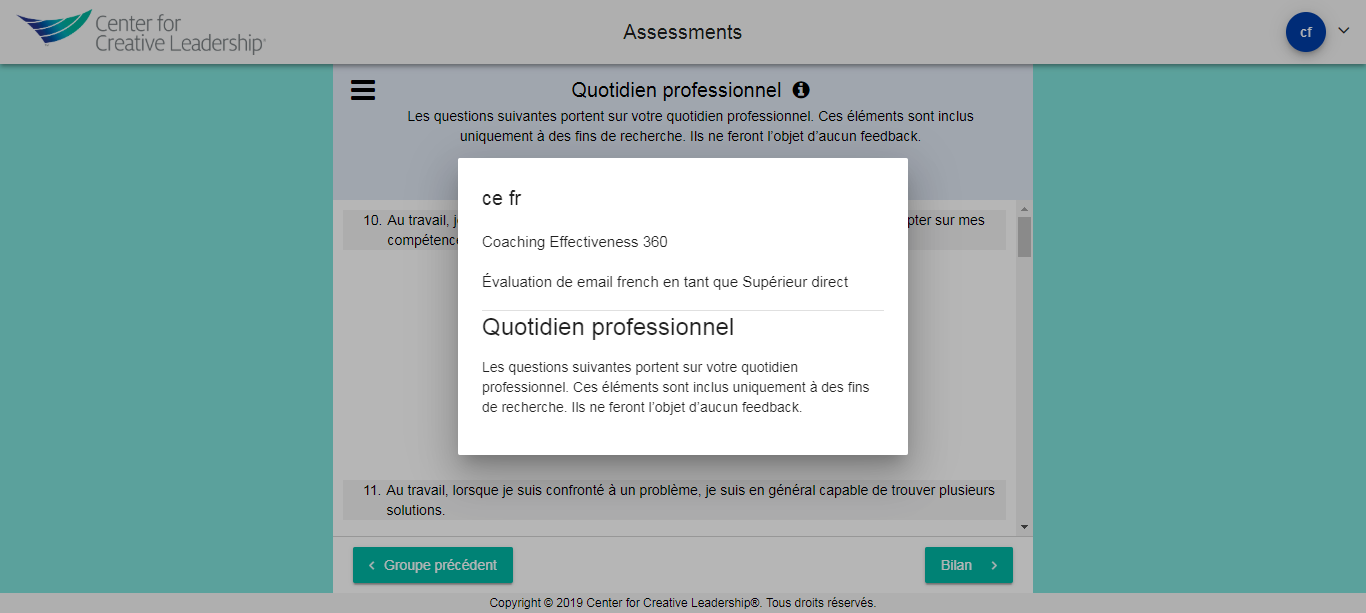 Center for
Creative Leadership®
Assessments
cf
Quotidien professionnel
Les questions suivantes portent sur votre quotidien professionnel. Ces éléments sont inclus
uniquement à des fins de recherche. Ils ne feront l’objet d’aucun feedback.
10. Au travail, j pter sur mes
compétenc
ce fr
Coaching Effectiveness 360
Évaluation de email french en tant que Supérieur direct
Quotidien professionnel
Les questions suivantes portent sur votre quotidien
professionnel. Ces éléments sont inclus uniquement à des fins
de recherche. Ils ne feront l’objet d’aucun feedback.
11. Au travail, lorsque je suis confronté à un problème, je suis en général capable de trouver plusieurs
solutions.
Groupe précédent
Bilan
Copyright © 2019 Center for Creative Leadership®. Tous droits réservés.